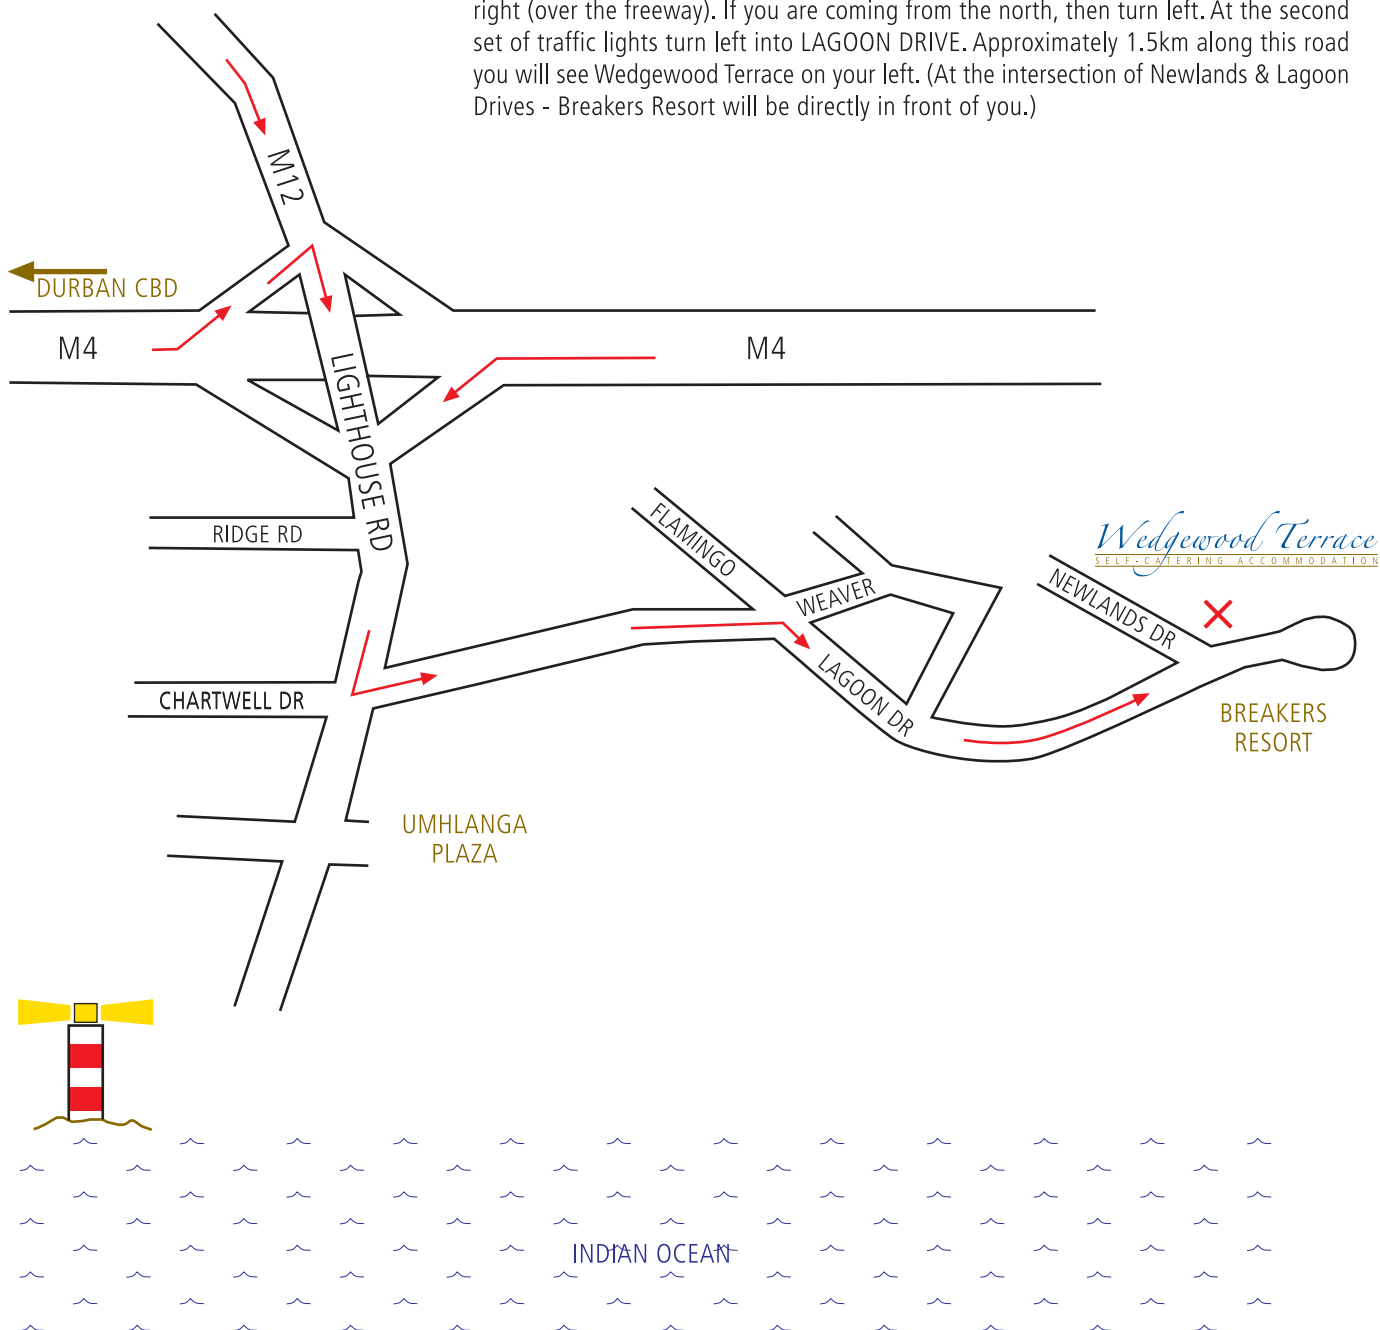 right (over the freeway). If you are coming from the north, then turn left. At the second
set of traffic lights turn left into LAGOON DRIVE. Approximately 1.5km along this road
you will see Wedgewood Terrace on your left. (At the intersection of Newlands & Lagoon
Drives - Breakers Resort will be directly in front of you.)
M12
DURBAN CBD
M4
M4
LIGHTHOUSE RD
RIDGE RD
FLAMINGO
WEAVER
Wedgewood Terrace
SELF-CATERING ACCOMMODATION
NEWLANDS DR
CHARTWELL DR
LAGOON DR
BREAKERS
RESORT
UMHLANGA
PLAZA
INDIAN OCEAN